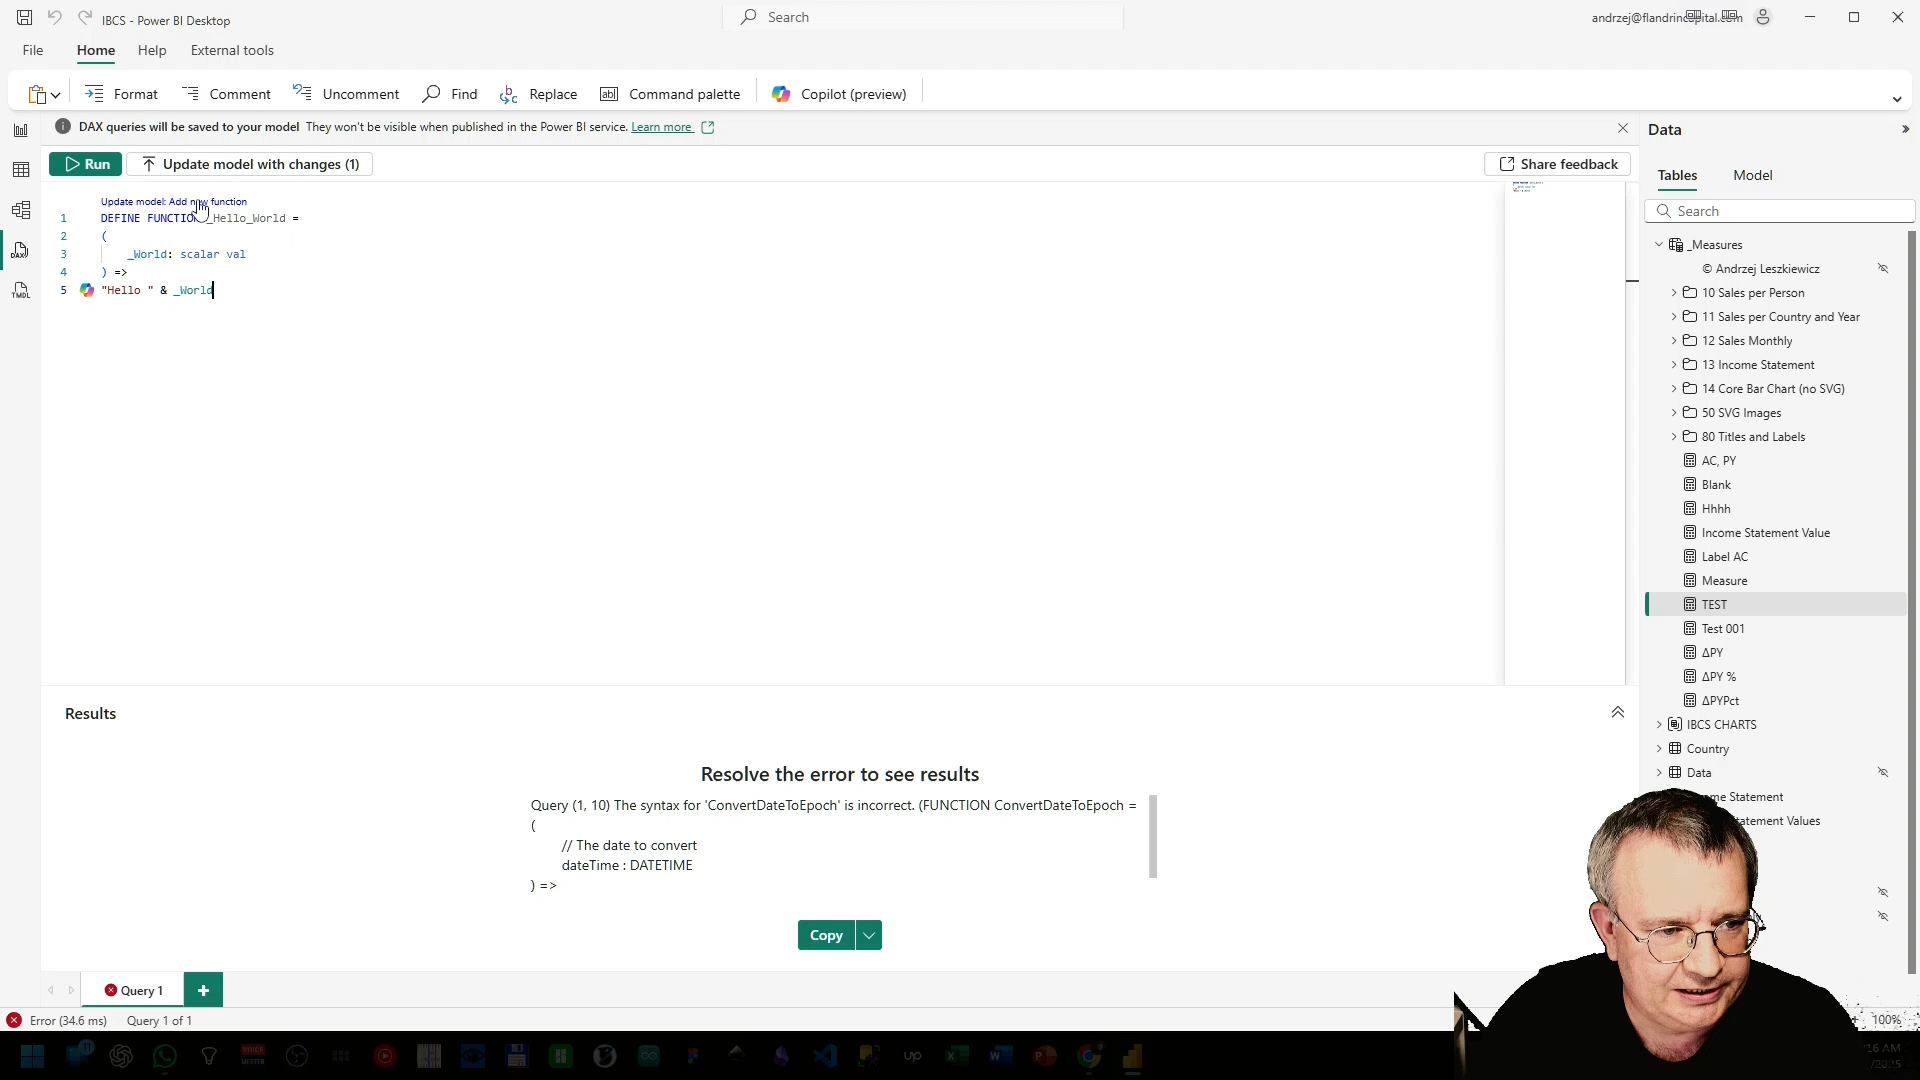 IBCS - Power BI Desktop
Search
File
Home
Help
External tools
Format
Comment
Uncomment
Find
Replace
Command palette
Copilot (preview)
DAX queries will be saved to your model They won't be visible when published in the Power BI service. Learn more
Run
Update model with changes (1)
Share feedback
Update model: Add new function
1 DEFINE FUNCTION _Hello_World =
2 (
3 _World: scalar val
4 ) =>
5 "Hello " & _World
Results
Resolve the error to see results
Query (1, 10) The syntax for 'ConvertDateToEpoch' is incorrect. (FUNCTION ConvertDateToEpoch =
(
// The date to convert
dateTime : DATETIME
) =>
Copy
Query 1
Error (34.6 ms)
Query 1 of 1
Data
Tables
Model
Search
_Measures
© Andrzej Leszkiewicz
10 Sales per Person
11 Sales per Country and Year
12 Sales Monthly
13 Income Statement
14 Core Bar Chart (no SVG)
50 SVG Images
80 Titles and Labels
AC, PY
Blank
Hhhh
Income Statement Value
Label AC
Measure
TEST
Test 001
ΔPY
ΔPY %
ΔPYPct
IBCS CHARTS
Country
Data
Statement
Values
100%